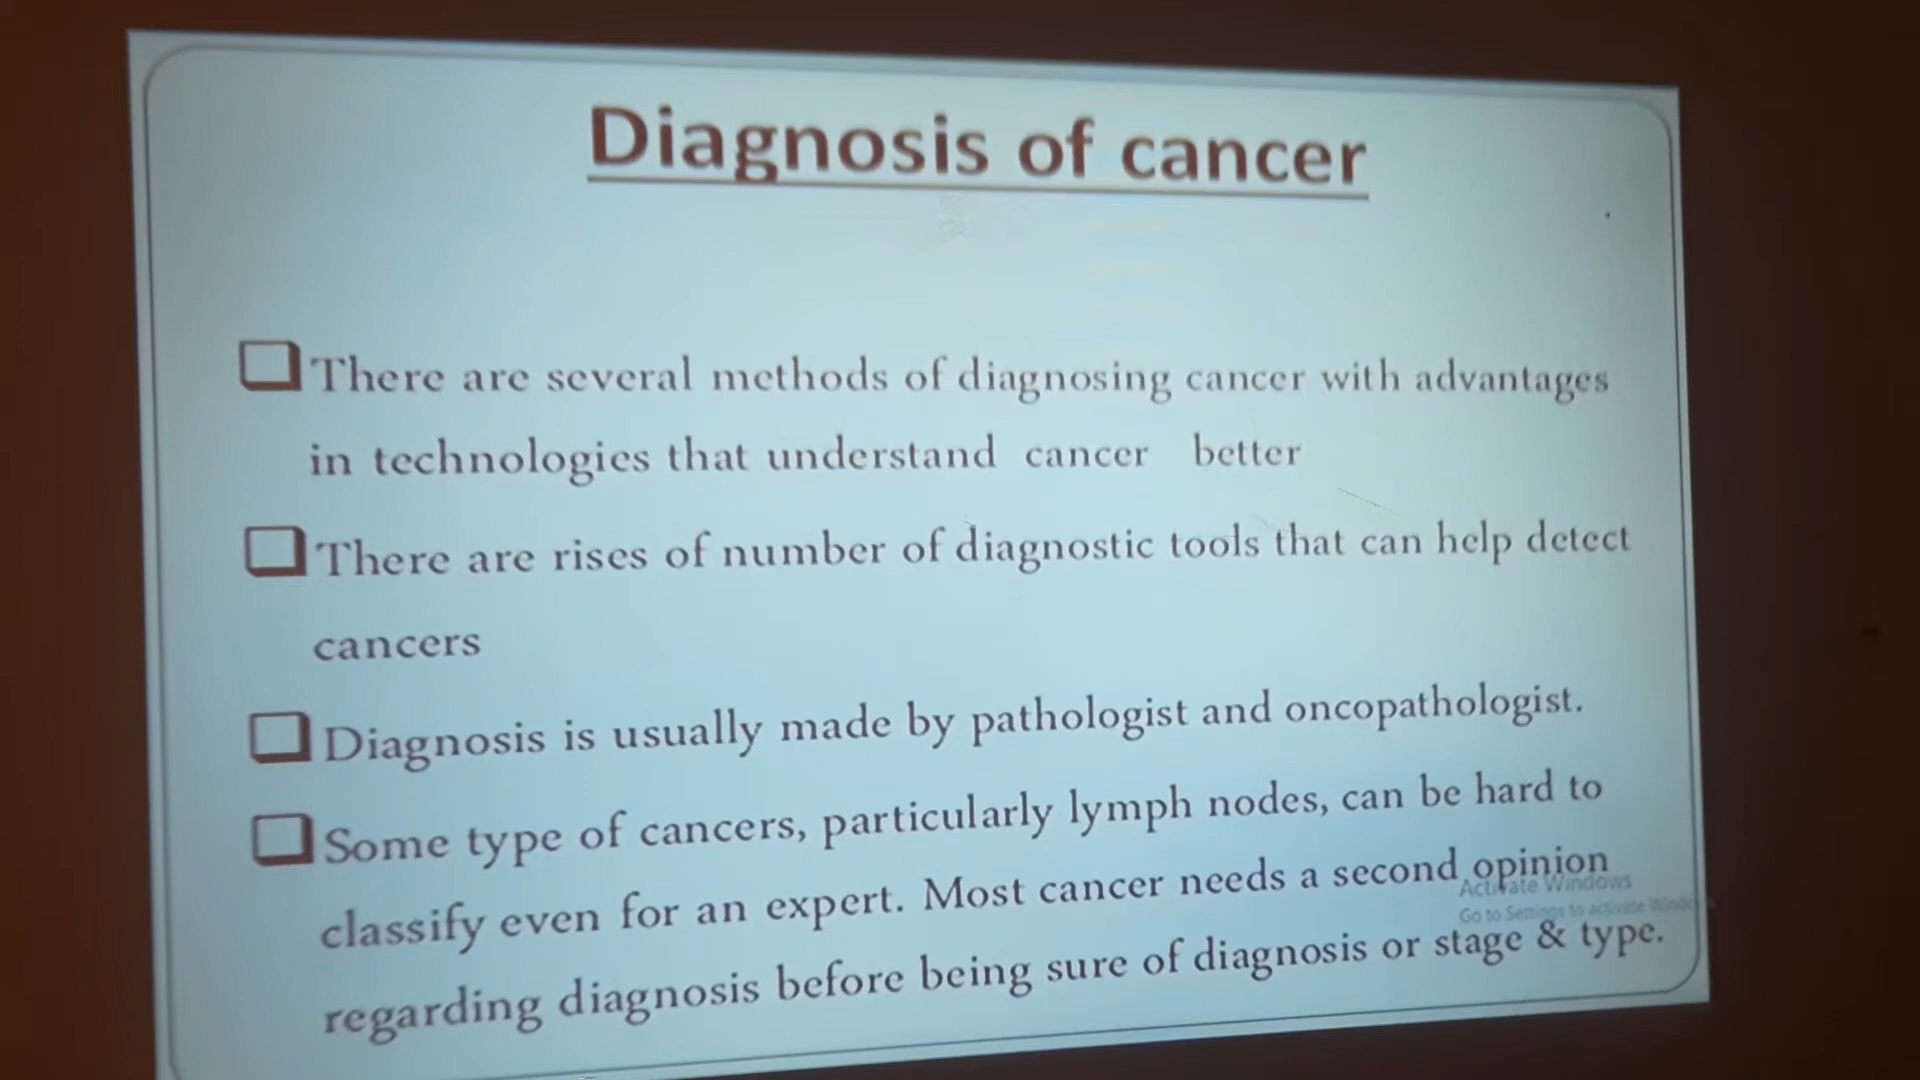 Diagnosis of cancer
There are several methods of diagnosing cancer with advantages
in technologies that understand cancer better
There are rises of number of diagnostic tools that can help detect
cancers
Diagnosis is usually made by pathologist and oncopathologist.
Some type of cancers, particularly lymph nodes, can be hard to
classify even for an expert. Most cancer needs a second opinion
regarding diagnosis before being sure of diagnosis or stage & type.
Activate Windows
Go to Settings to activate Windows.